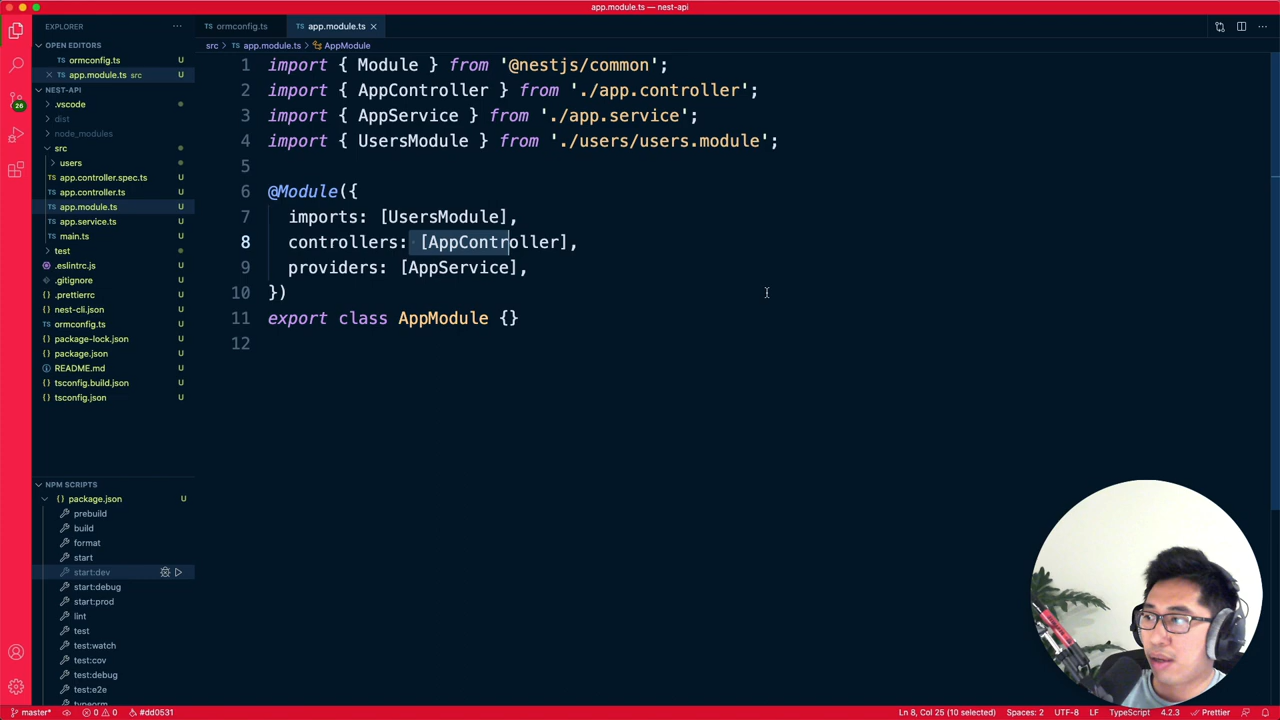 app.module.ts — nest-api
EXPLORER
OPEN EDITORS
ormconfig.ts U
app.module.ts src U
NEST-API
.vscode
dist
node_modules
src
users
app.controller.spec.ts U
app.controller.ts U
app.module.ts U
app.service.ts U
main.ts U
test
.eslintrc.js U
.gitignore U
.prettierrc U
nest-cli.json U
ormconfig.ts U
package-lock.json U
package.json U
README.md U
tsconfig.build.json U
tsconfig.json U
NPM SCRIPTS
package.json U
prebuild
build
format
start
start:dev
start:debug
start:prod
lint
test
test:watch
test:cov
test:debug
test:e2e
typeorm
26
TS ormconfig.ts
TS app.module.ts
src > TS app.module.ts > AppModule
1 import { Module } from '@nestjs/common';
2 import { AppController } from './app.controller';
3 import { AppService } from './app.service';
4 import { UsersModule } from './users/users.module';
5
6 @Module({
7 imports: [UsersModule],
8 controllers: [AppController],
9 providers: [AppService],
10 })
11 export class AppModule {}
12
master* 0 0 #dd0531 Ln 8, Col 25 (10 selected) Spaces: 2 UTF-8 LF TypeScript 4.2.3 Prettier